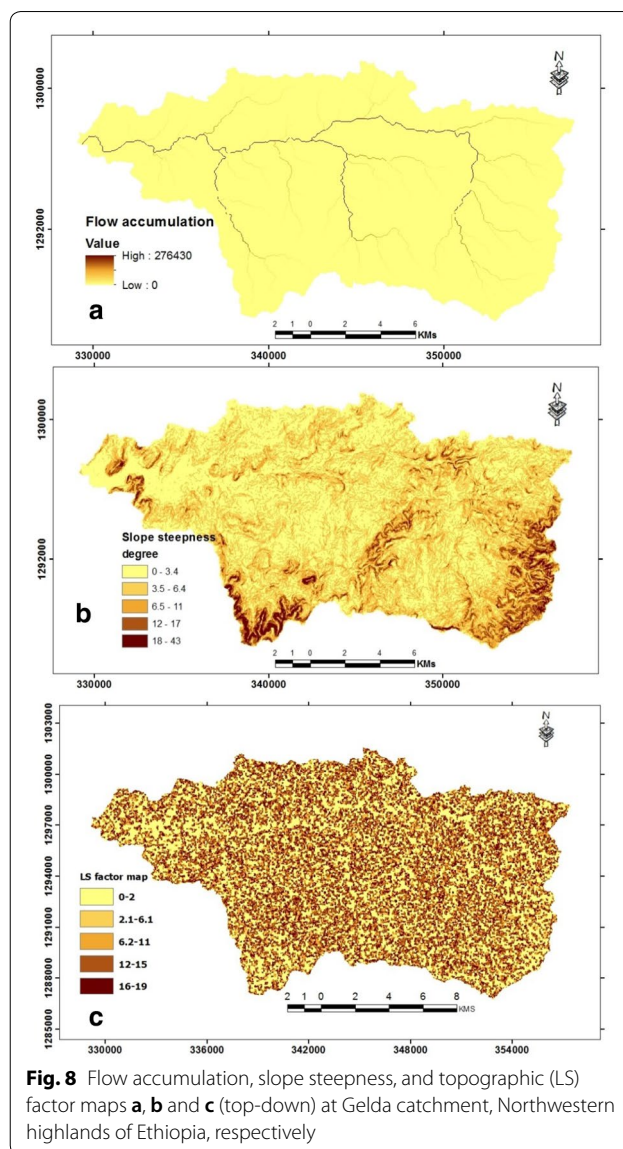 1300000
1292000
N
Flow accumulation
Value
High : 276430
Low : 0
a
2 1 0 2 4 6
KMs
330000 340000 350000
1300000
1292000
N
Slope steepness
degree
0 - 3.4
3.5 - 6.4
6.5 - 11
12 - 17
18 - 43
b
2 1 0 2 4 6
KMs
330000 340000 350000
1303000
1300000
1297000
1294000
1291000
1288000
1285000
N
LS factor map
0-2
2.1-6.1
6.2-11
12-15
16-19
c
2 1 0 2 4 6 8
KMS
330000 336000 342000 348000 354000
Fig. 8 Flow accumulation, slope steepness, and topographic (LS)
factor maps a, b and c (top-down) at Gelda catchment, Northwestern
highlands of Ethiopia, respectively